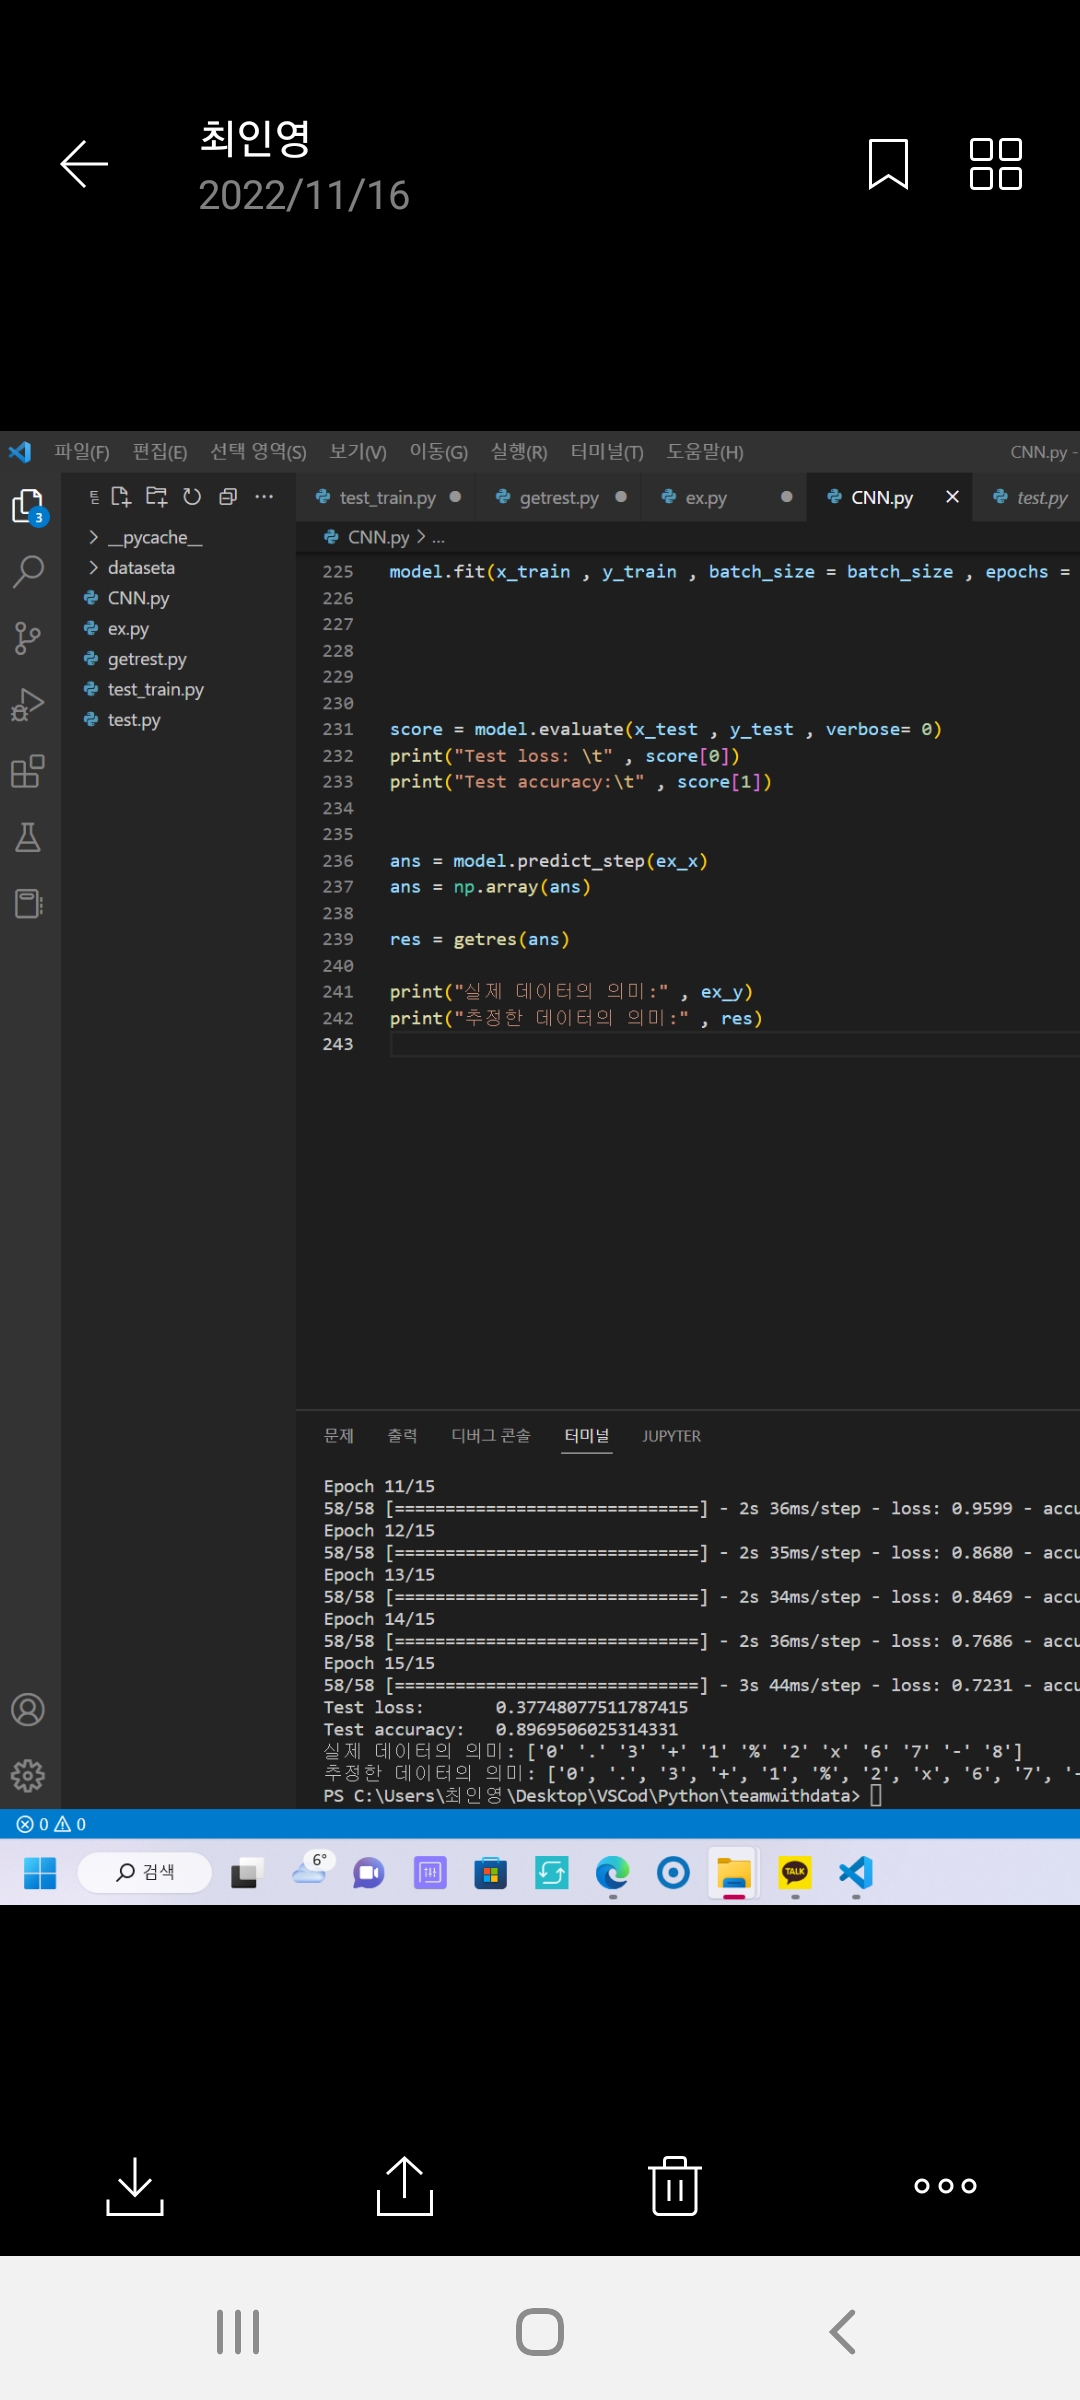 최인영
2022/11/16
파일(F) 편집(E) 선택 영역(S) 보기(V) 이동(G) 실행(R) 터미널(T) 도움말(H) CNN.py -
test_train.py getrest.py ex.py CNN.py test.py
3
CNN.py > ...
__pycache__
dataseta
CNN.py
ex.py
getrest.py
test_train.py
test.py
225 model.fit(x_train , y_train , batch_size = batch_size , epochs =
226
227
228
229
230
231 score = model.evaluate(x_test , y_test , verbose= 0)
232 print("Test loss: \t" , score[0])
233 print("Test accuracy:\t" , score[1])
234
235
236 ans = model.predict_step(ex_x)
237 ans = np.array(ans)
238
239 res = getres(ans)
240
241 print("실제 데이터의 의미:" , ex_y)
242 print("추정한 데이터의 의미:" , res)
243
문제 출력 디버그 콘솔 터미널 JUPYTER
Epoch 11/15
58/58 [==============================] - 2s 36ms/step - loss: 0.9599 - accu
Epoch 12/15
58/58 [==============================] - 2s 35ms/step - loss: 0.8680 - accu
Epoch 13/15
58/58 [==============================] - 2s 34ms/step - loss: 0.8469 - accu
Epoch 14/15
58/58 [==============================] - 2s 36ms/step - loss: 0.7686 - accu
Epoch 15/15
58/58 [==============================] - 3s 44ms/step - loss: 0.7231 - accu
Test loss: 0.37748077511787415
Test accuracy: 0.8969506025314331
실제 데이터의 의미: ['0' '.' '3' '+' '1' '%' '2' 'x' '6' '7' '-' '8']
추정한 데이터의 의미: ['0', '.', '3', '+', '1', '%', '2', 'x', '6', '7', '-
PS C:\Users\최인영\Desktop\VSCod\Python\teamwithdata>
0 0
검색 6° TALK